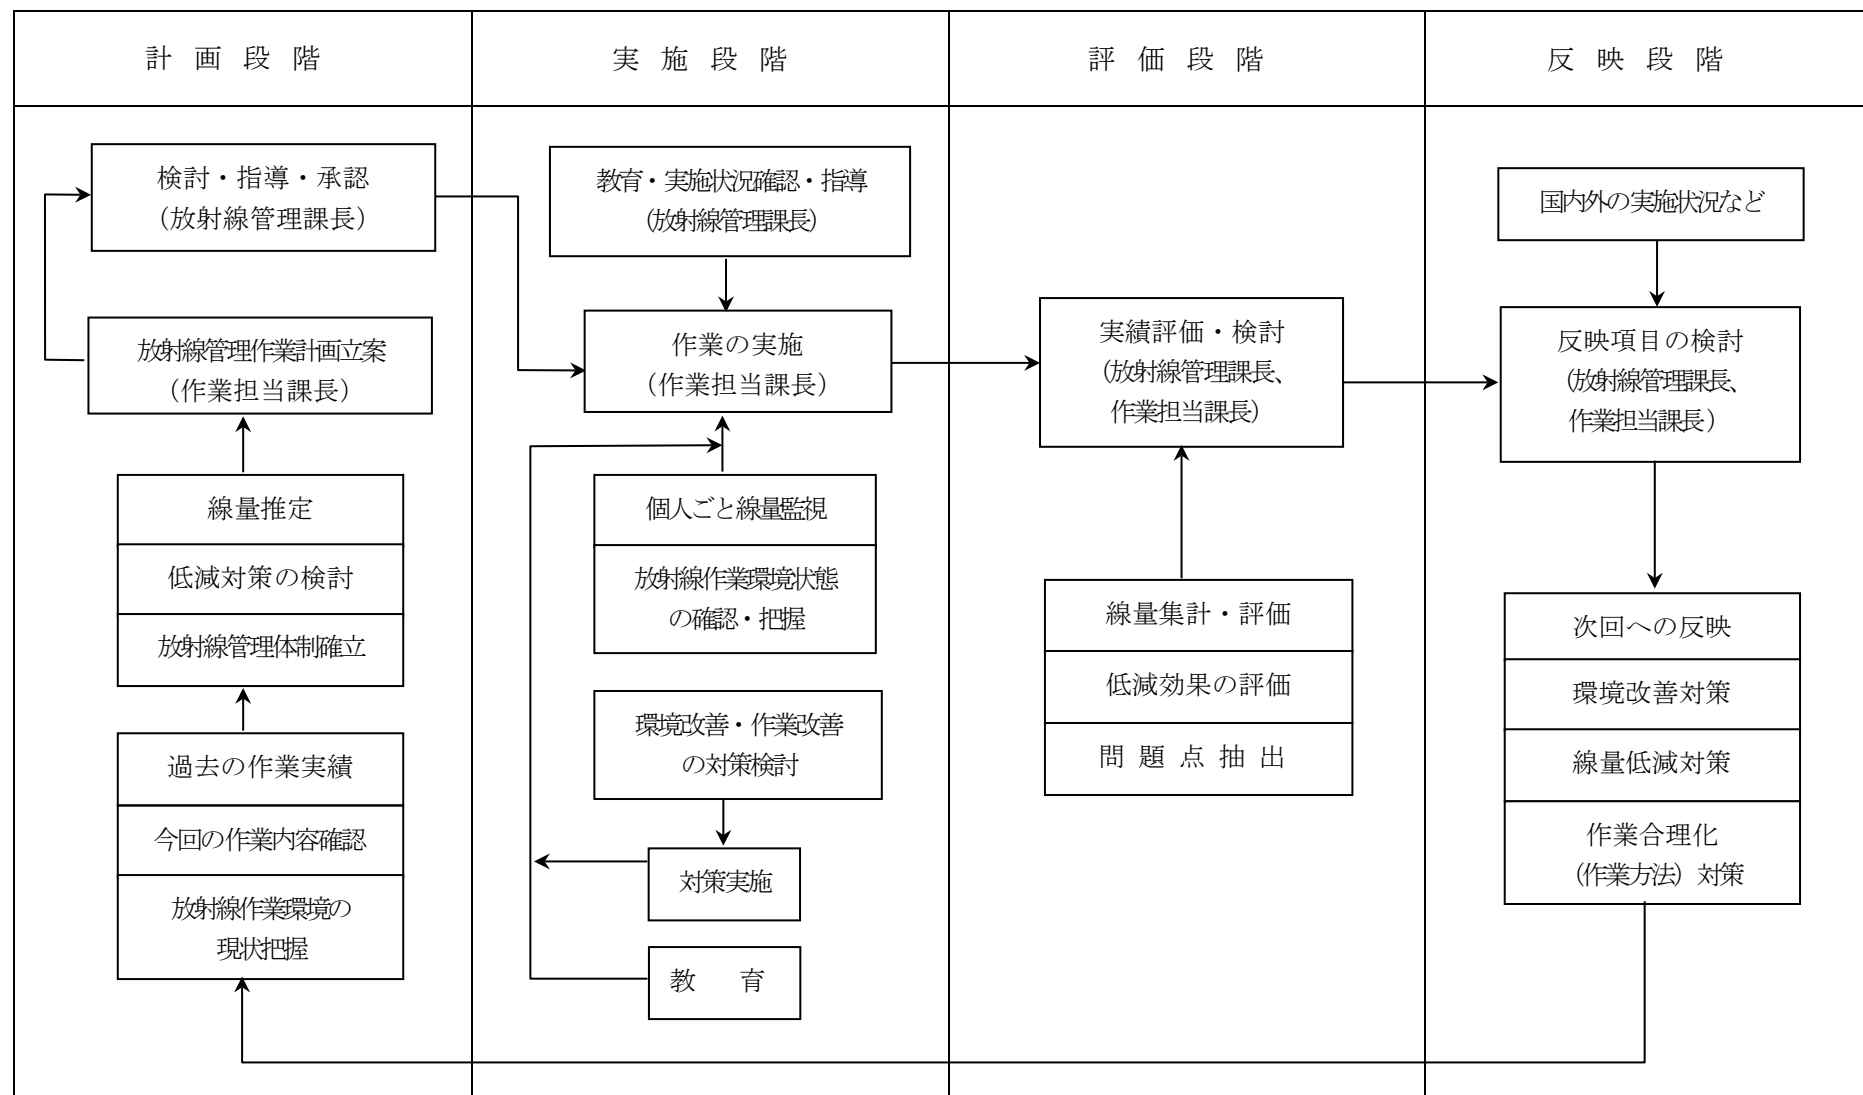 計画段階
実施段階
評価段階
反映段階
検討・指導・承認
（放射線管理課長）
放射線管理作業計画立案
（作業担当課長）
線量推定
低減対策の検討
放射線管理体制確立
過去の作業実績
今回の作業内容確認
放射線作業環境の
現状把握
教育・実施状況確認・指導
（放射線管理課長）
作業の実施
（作業担当課長）
個人ごと線量監視
放射線作業環境状態
の確認・把握
環境改善・作業改善
の対策検討
対策実施
教　育
実績評価・検討
（放射線管理課長、
作業担当課長）
線量集計・評価
低減効果の評価
問題点抽出
国内外の実施状況など
反映項目の検討
（放射線管理課長、
作業担当課長）
次回への反映
環境改善対策
線量低減対策
作業合理化
（作業方法）対策